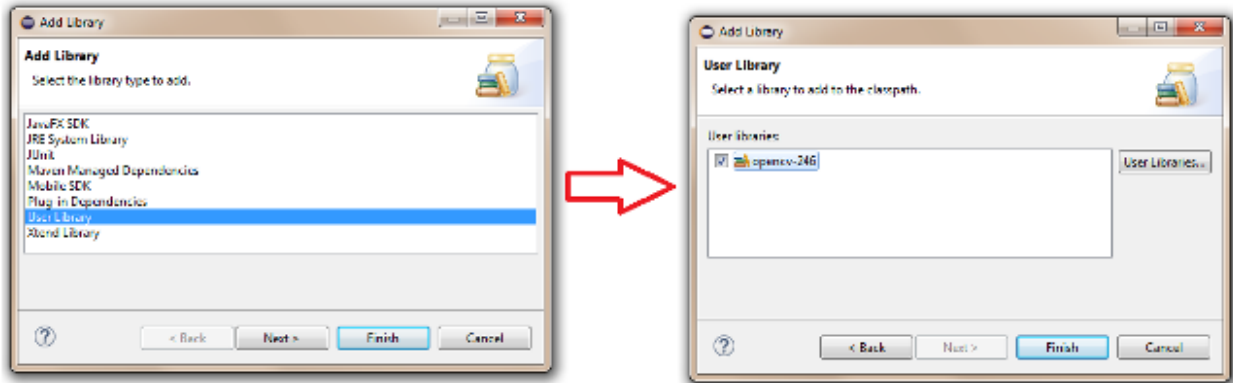 Add Library
Add Library
Select the library type to add.
JavaFX SDK
JRE System Library
JUnit
Maven Managed Dependencies
Mobile SDK
Plug-in Dependencies
User Library
Xtend Library
< Back
Next >
Finish
Cancel
Add Library
User Library
Select a library to add to the classpath.
User libraries:
opencv-246
User Libraries...
< Back
Next >
Finish
Cancel